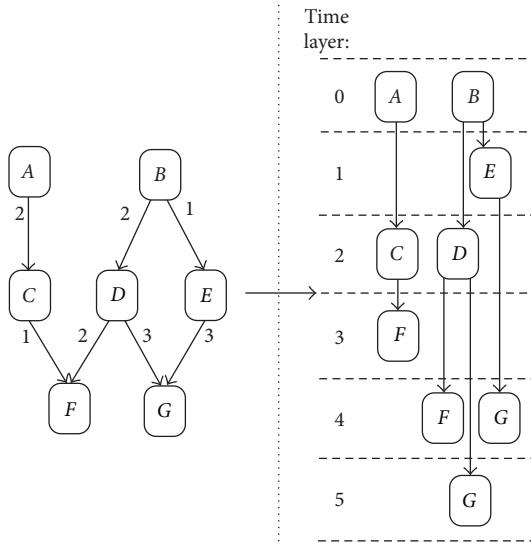 Time
layer:
0 A B
1 E
A B
2 2 1
2 C D
C D E
1 2 3 3
3 F
F G
4 F G
5 G